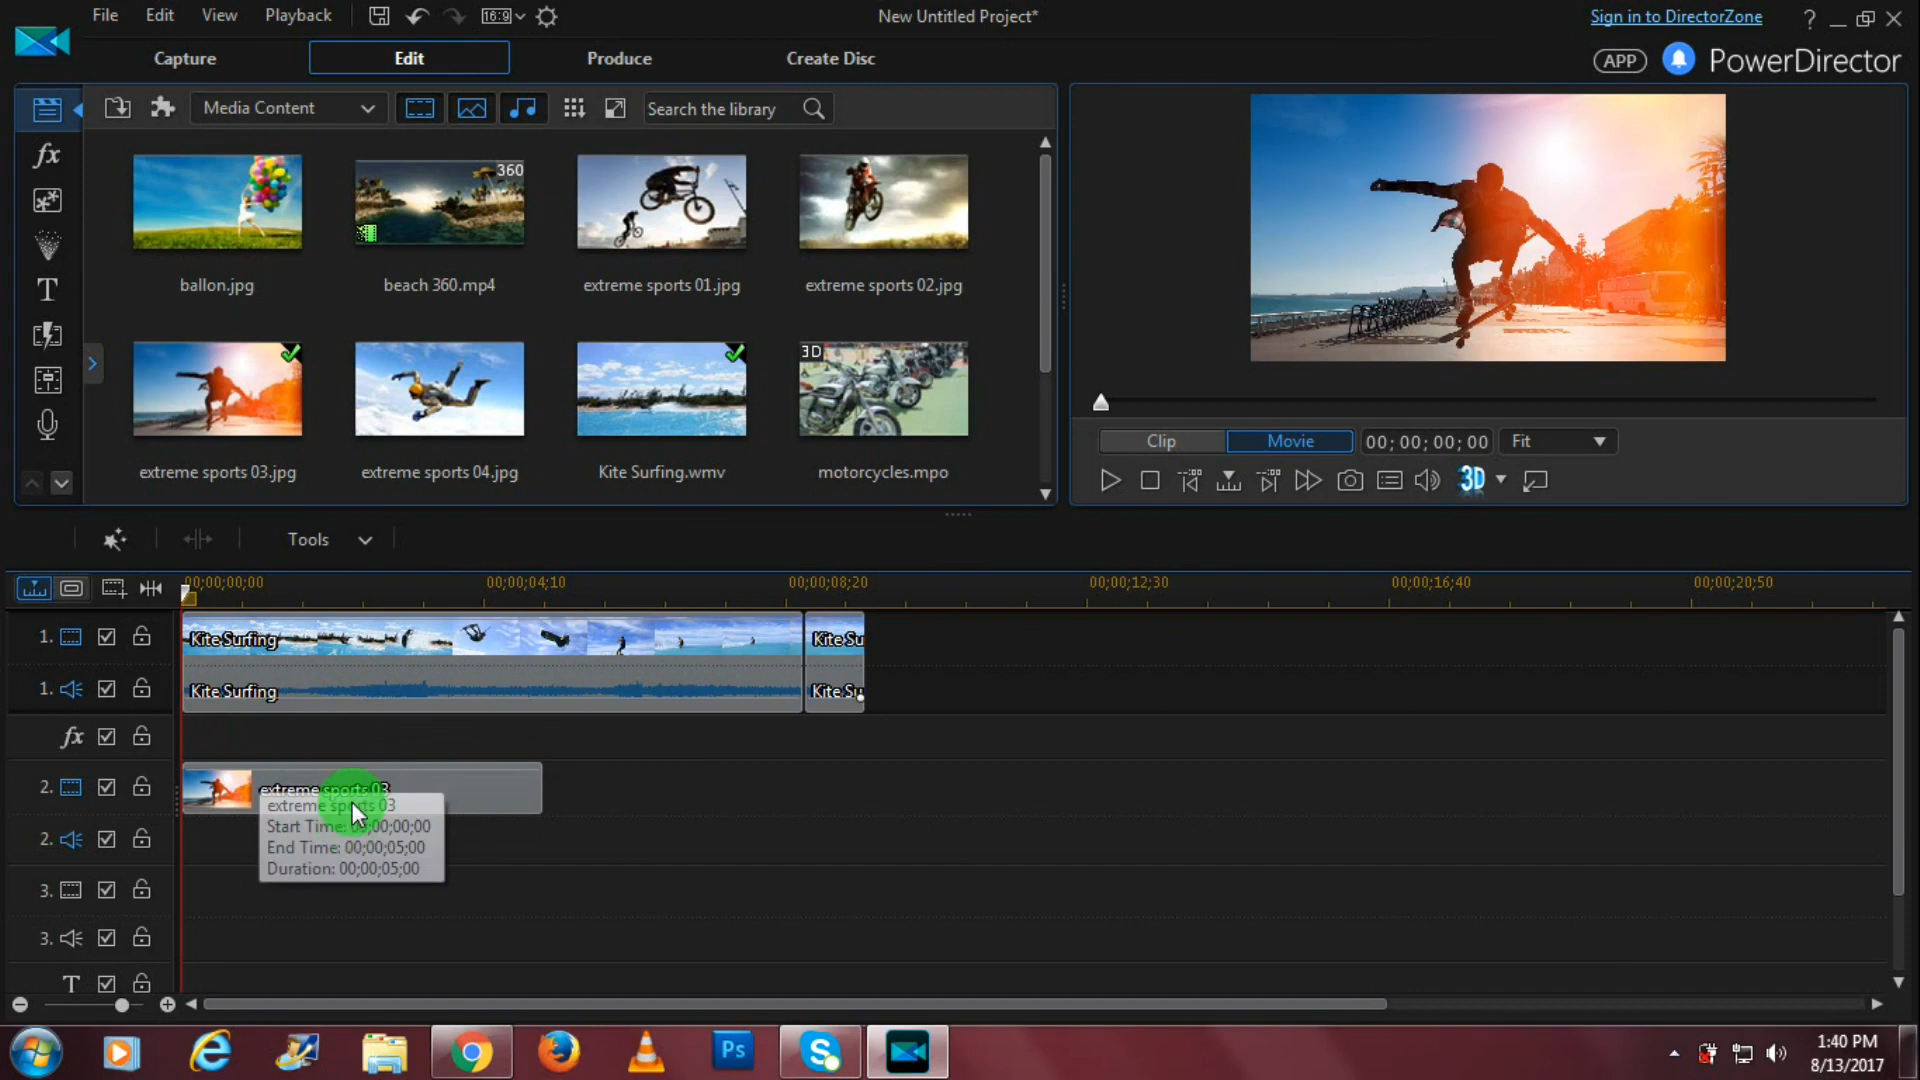 File Edit View Playback 16:9 New Untitled Project* Sign in to DirectorZone ?
Capture Edit Produce Create Disc APP PowerDirector
Media Content Search the library
fx
T
360
ballon.jpg beach 360.mp4 extreme sports 01.jpg extreme sports 02.jpg
3D
extreme sports 03.jpg extreme sports 04.jpg Kite Surfing.wmv motorcycles.mpo
Clip Movie 00;00;00;00 Fit
3D
Tools
00;00;00;00 00;00;04;10 00;00;08;20 00;00;12;30 00;00;16;40 00;00;20;50
1. Kite Surfing Kite Su
1. Kite Surfing Kite Su
fx
2. extreme sports 03
extreme sports 03
Start Time: 00;00;00;00
End Time: 00;00;05;00
Duration: 00;00;05;00
2.
3.
3.
T
Ps S
1:40 PM
8/13/2017